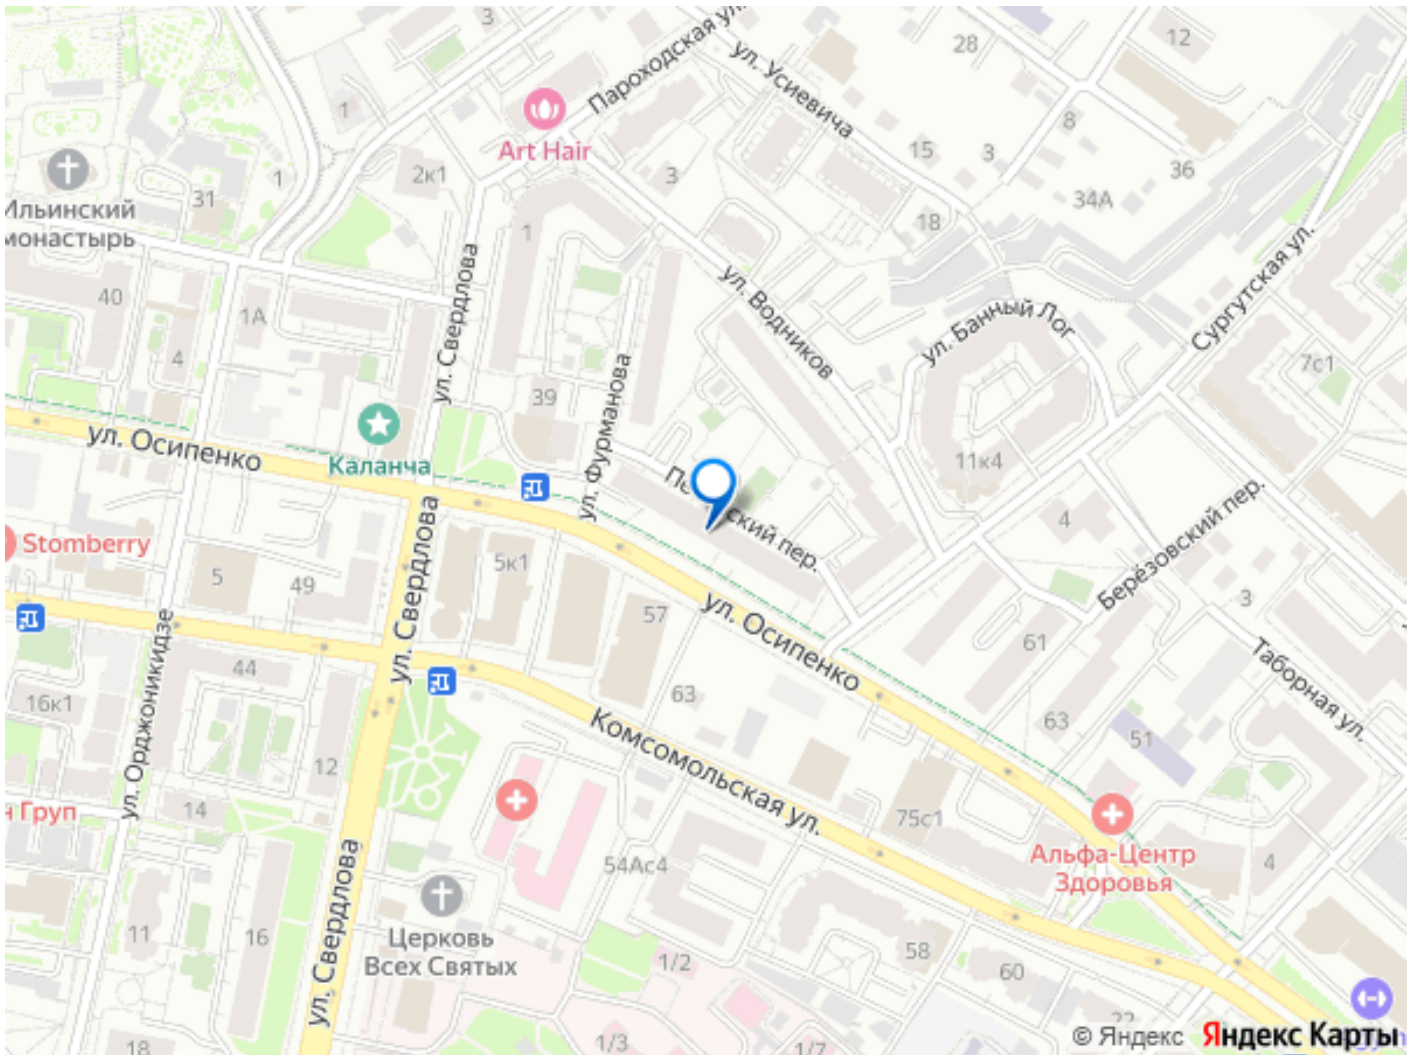 3
Пароходская ул.
ул. Усиевича
28
12
1
Art Hair
8
15
3
36
Ильинский
монастырь
31
1
2к1
3
34А
18
1
40
1А
4
ул. Свердлова
ул. Водников
ул. Банный Лог
Сургутская ул.
7с1
39
ул. Фурманова
ул. Осипенко
Каланча
11к4
4
Берёзовский пер.
Stomberry
5
49
ул. Свердлова
5к1
57
ул. Осипенко
61
3
63
Таборная ул.
ул. Орджоникидзе
44
16к1
63
51
12
Комсомольская ул.
н Груп
14
75с1
Альфа-Центр
Здоровья
4
54Ас4
ул. Свердлова
11
16
Церковь
Всех Святых
58
1/2
60
18
1/3
1/7
© Яндекс Яндекс Карты